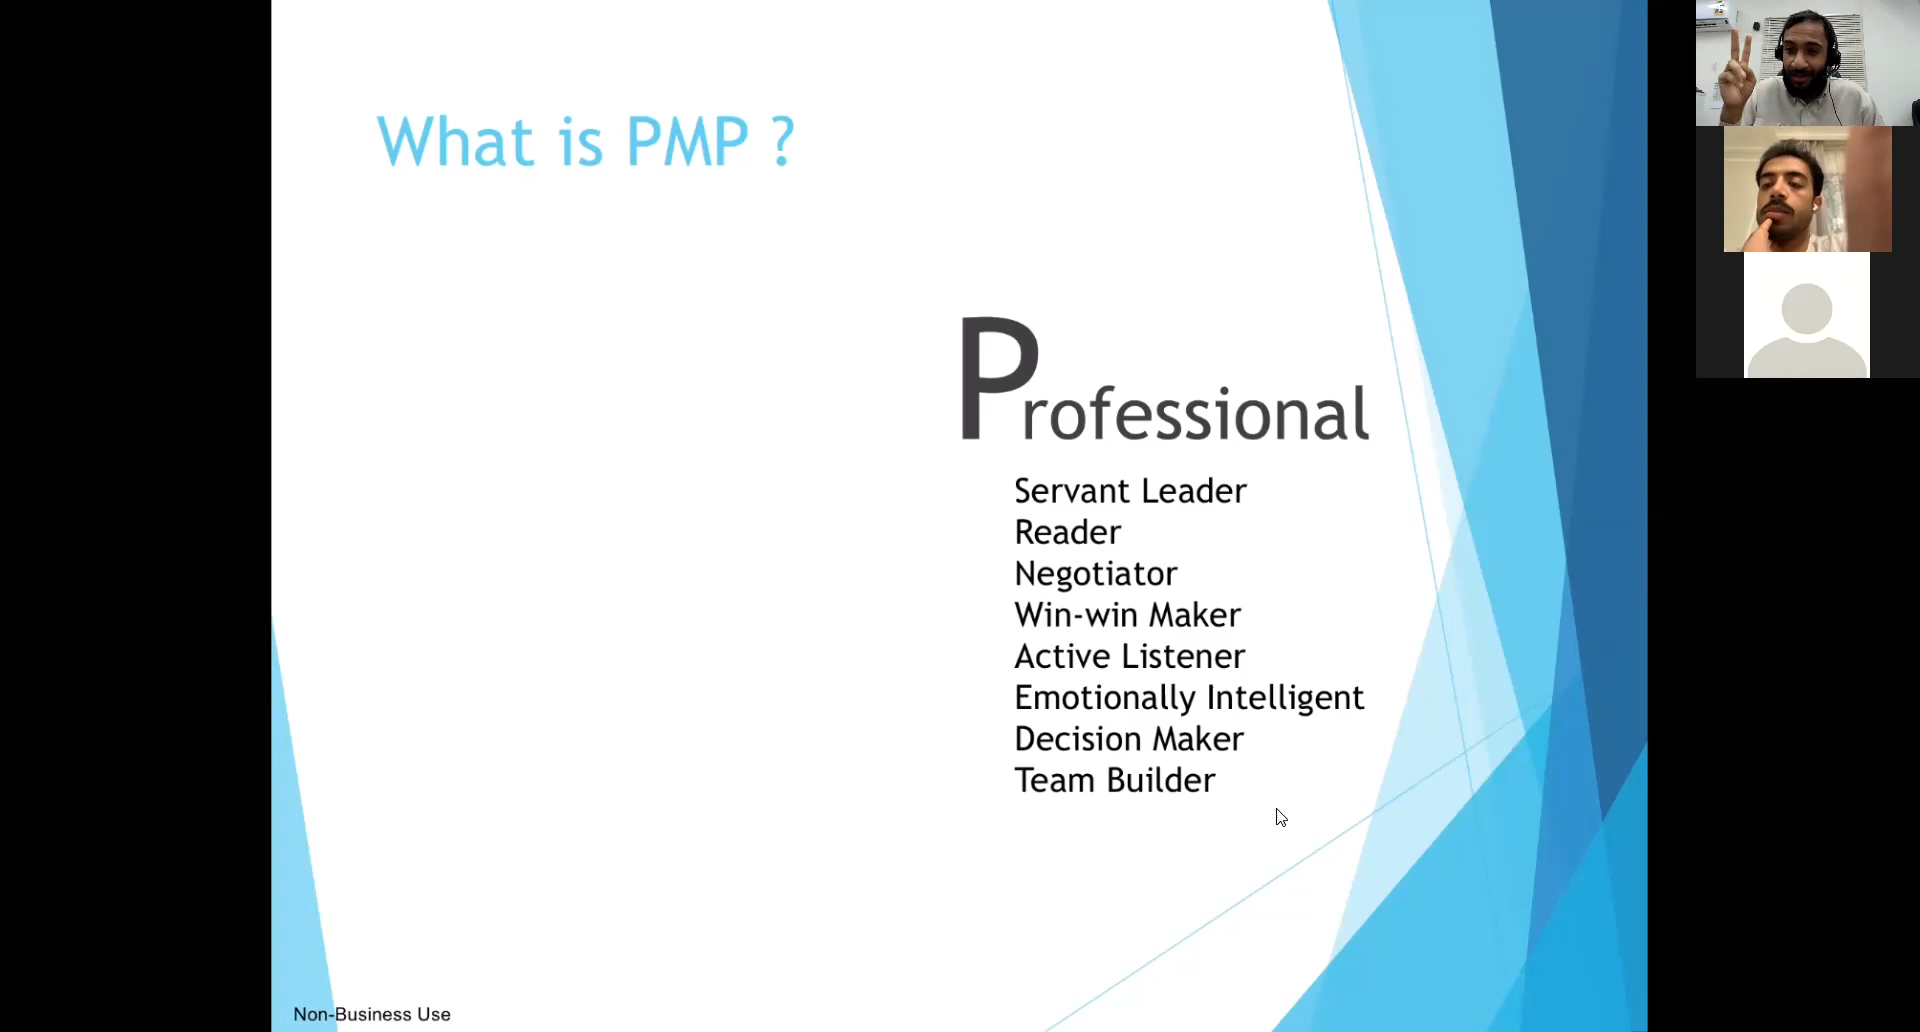 What is PMP ?
Professional
Servant Leader
Reader
Negotiator
Win-win Maker
Active Listener
Emotionally Intelligent
Decision Maker
Team Builder
Non-Business Use